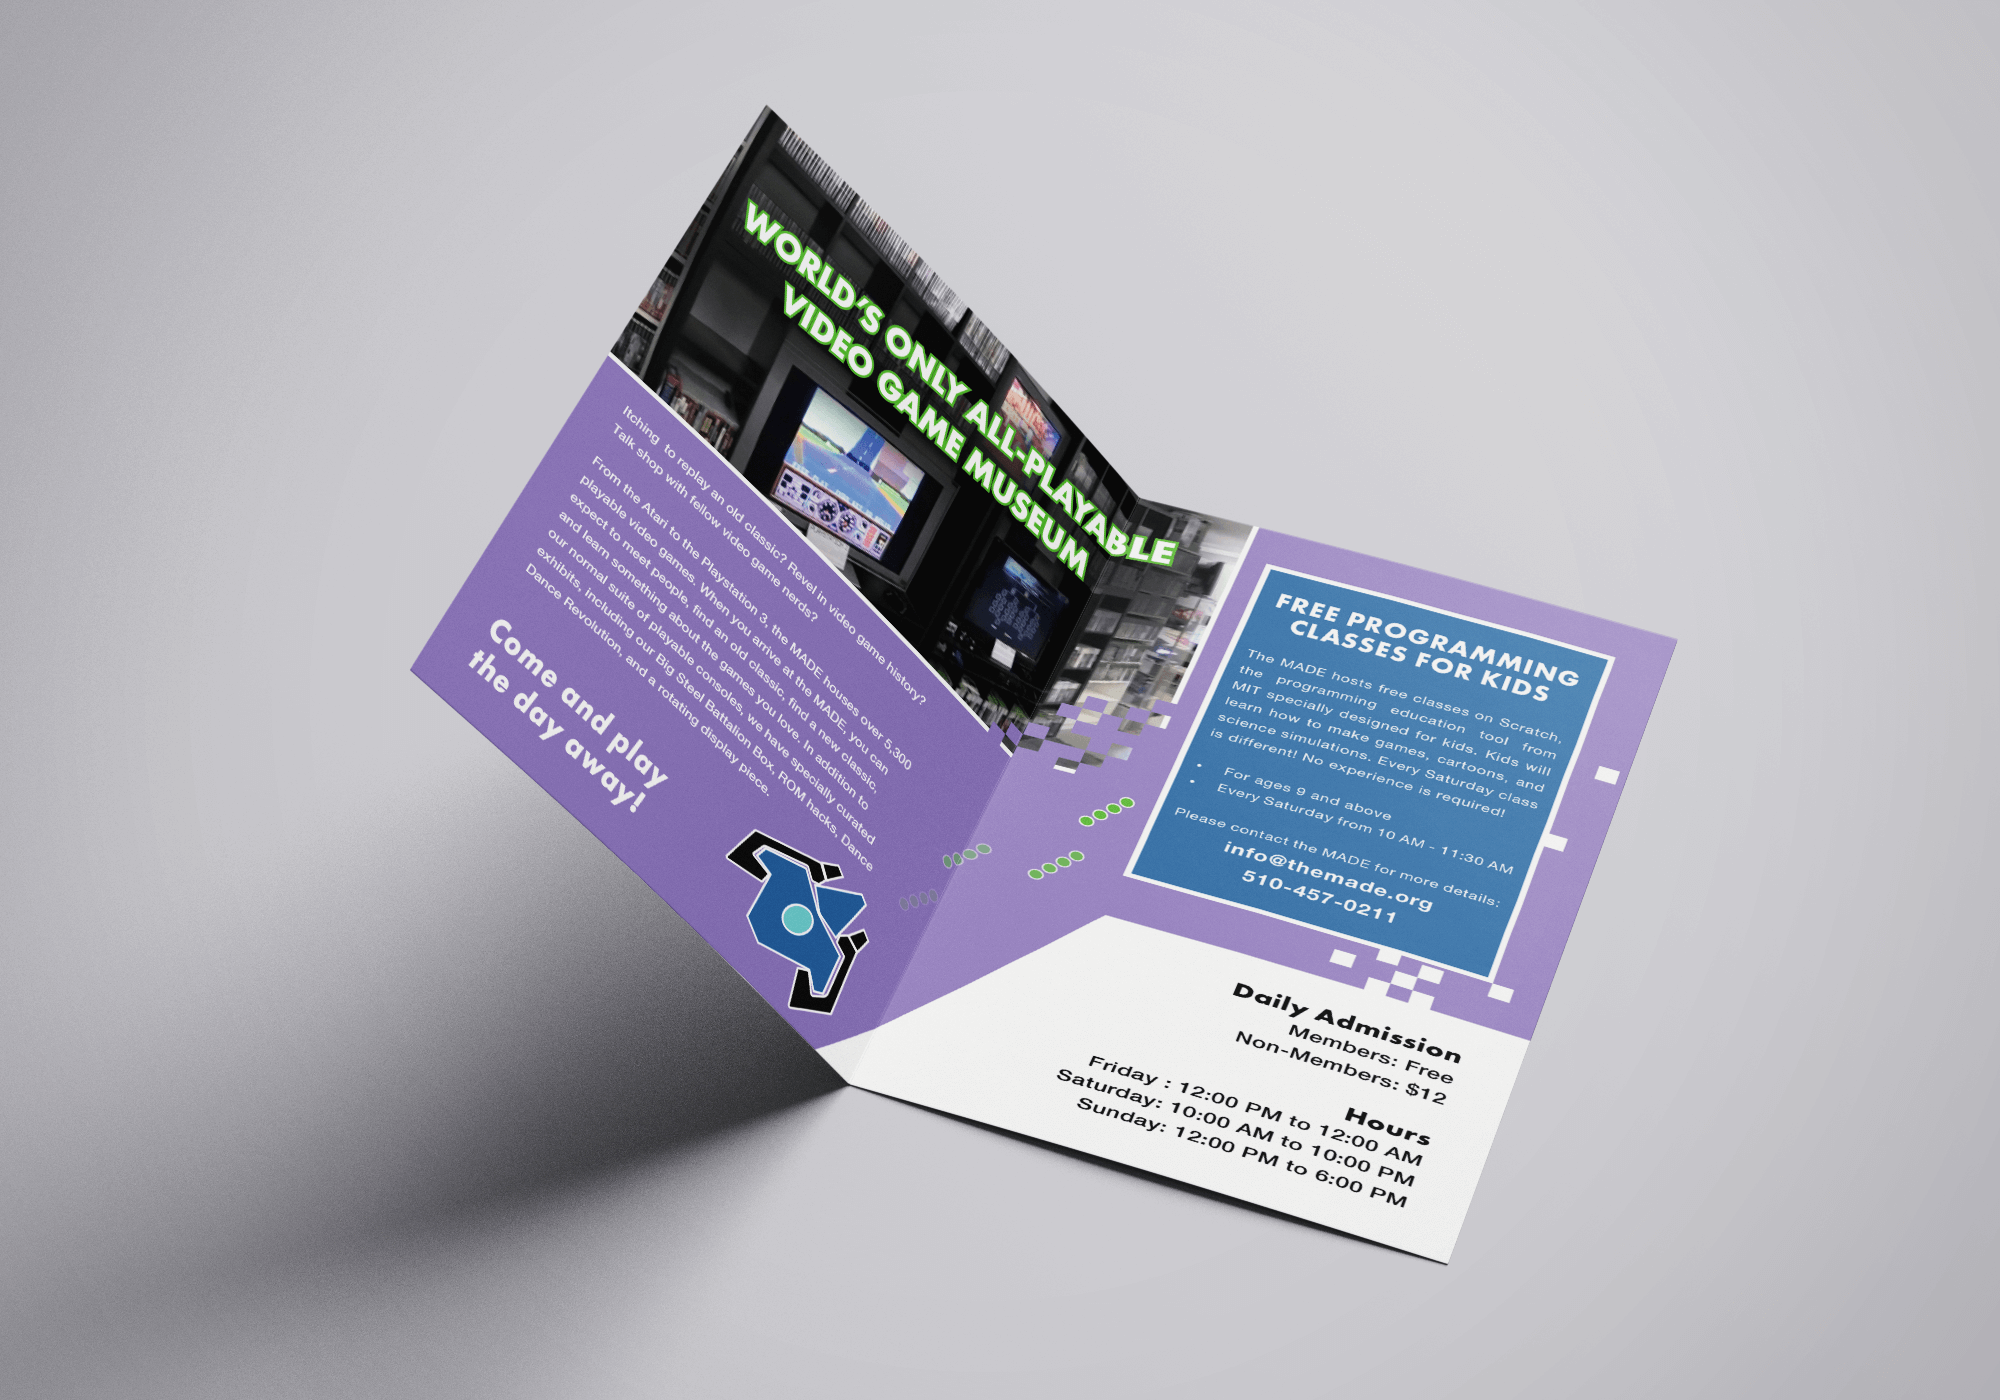 WORLD'S ONLY ALL-PLAYABLE
VIDEO GAME MUSEUM
Itching to replay an old classic? Revel in video game history?
Talk shop with fellow video game nerds?
From the Atari to the Playstation 3, the MADE houses over 5,300
playable video games. When you arrive at the MADE, you can
expect to meet people, find an old classic, find a new classic,
and learn something about the games you love. In addition to
our normal suite of playable consoles, we have specially curated
exhibits, including our Big Steel Battalion Box, ROM hacks, Dance
Dance Revolution, and a rotating display piece.
Come and play
the day away!
FREE PROGRAMMING
CLASSES FOR KIDS
The MADE hosts free classes on Scratch,
the programming education tool from
MIT specially designed for kids. Kids will
learn how to make games, cartoons, and
science simulations. Every Saturday class
is different! No experience is required!
• For ages 9 and above
• Every Saturday from 10 AM - 11:30 AM
Please contact the MADE for more details:
info@themade.org
510-457-0211
Daily Admission
Members: Free
Non-Members: $12
Hours
Friday : 12:00 PM to 12:00 AM
Saturday: 10:00 AM to 10:00 PM
Sunday: 12:00 PM to 6:00 PM